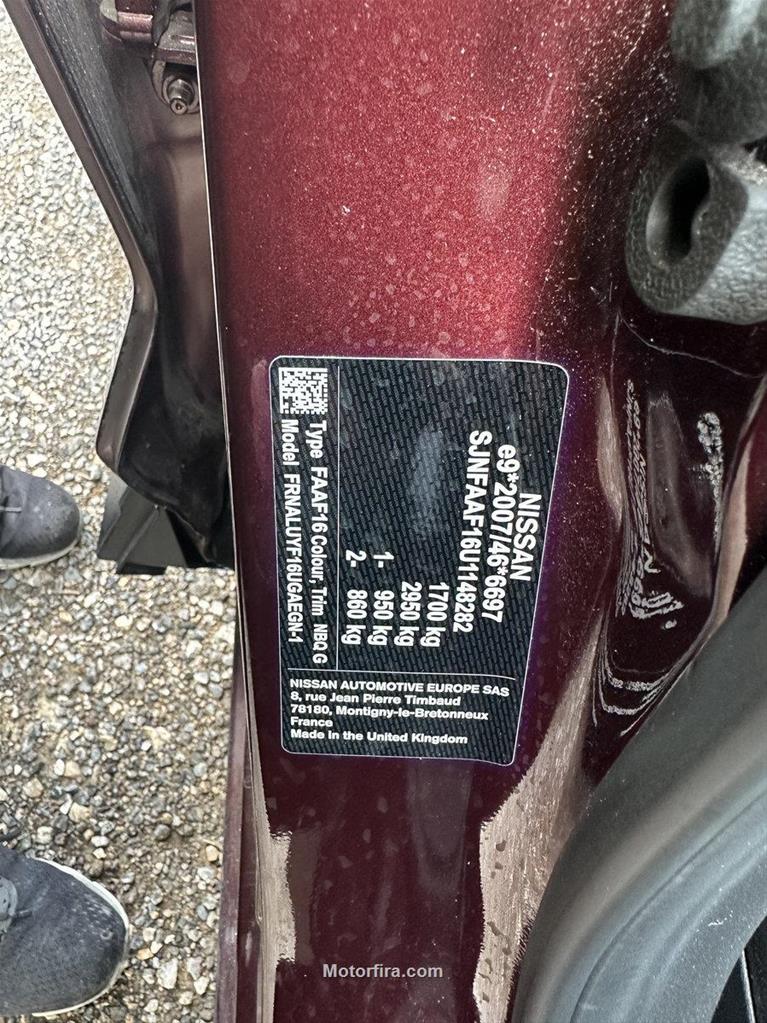 NISSAN
e9*2007/46*6697
SJNFAAF16U1148282
1700 kg
2950 kg
1- 950 kg
2- 860 kg
Type FAAF16 Colour, Trim NBQ G
Model FRNALUYF16UGAEGN-1
NISSAN AUTOMOTIVE EUROPE SAS
8, rue Jean Pierre Timbaud
78180, Montigny-le-Bretonneux
France
Made in the United Kingdom
Motorfira.com